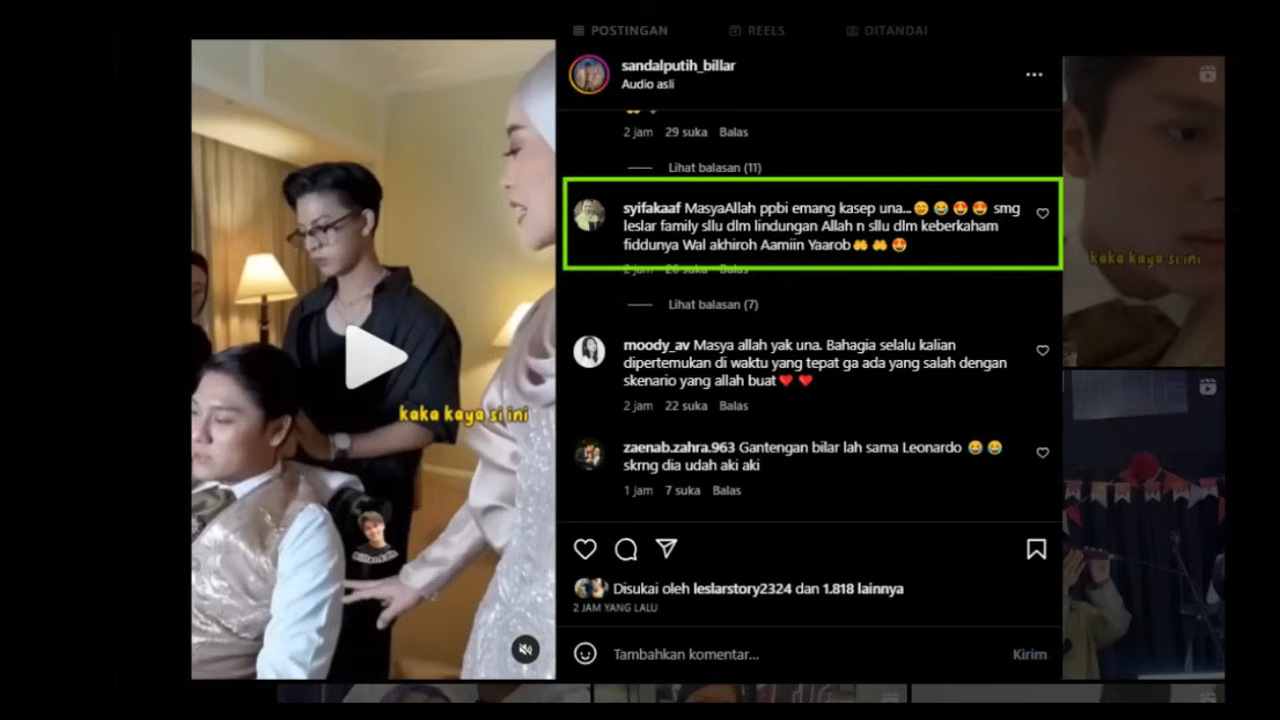 POSTINGAN
REELS
DITANDAI
sandalputih_billar
Audio asli
2 jam 29 suka Balas
Lihat balasan (11)
syifakaaf MasyaAllah ppbi emang kasep una...😁😂😍😍 smg
leslar family sllu dlm lindungan Allah n sllu dlm keberkaham
fiddunya Wal akhiroh Aamiin Yaarob🤲🤲😍
2 jam 26 suka Balas
Lihat balasan (7)
moody_av Masya allah yak una. Bahagia selalu kalian
dipertemukan di waktu yang tepat ga ada yang salah dengan
skenario yang allah buat❤️❤️
2 jam 22 suka Balas
zaenab.zahra.963 Gantengan bilar lah sama Leonardo 😂😂
skrng dia udah aki aki
1 jam 7 suka Balas
Disukai oleh leslarstory2324 dan 1.818 lainnya
2 JAM YANG LALU
Tambahkan komentar...
Kirim
kaka kaya si ini
kaka kaya si ini